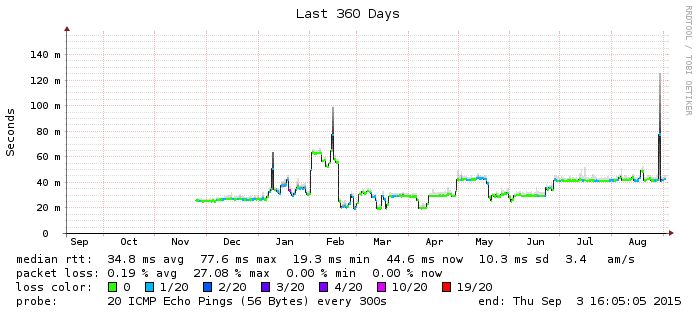 Last 360 Days
RRDTOOL / TOBI OETIKER
Seconds
140 m
120 m
100 m
80 m
60 m
40 m
20 m
0
Sep Oct Nov Dec Jan Feb Mar Apr May Jun Jul Aug
median rtt: 34.8 ms avg 77.6 ms max 19.3 ms min 44.6 ms now 10.3 ms sd 3.4 am/s
packet loss: 0.19 % avg 27.08 % max 0.00 % min 0.00 % now
loss color: 0 1/20 2/20 3/20 4/20 10/20 19/20
probe: 20 ICMP Echo Pings (56 Bytes) every 300s end: Thu Sep 3 16:05:05 2015